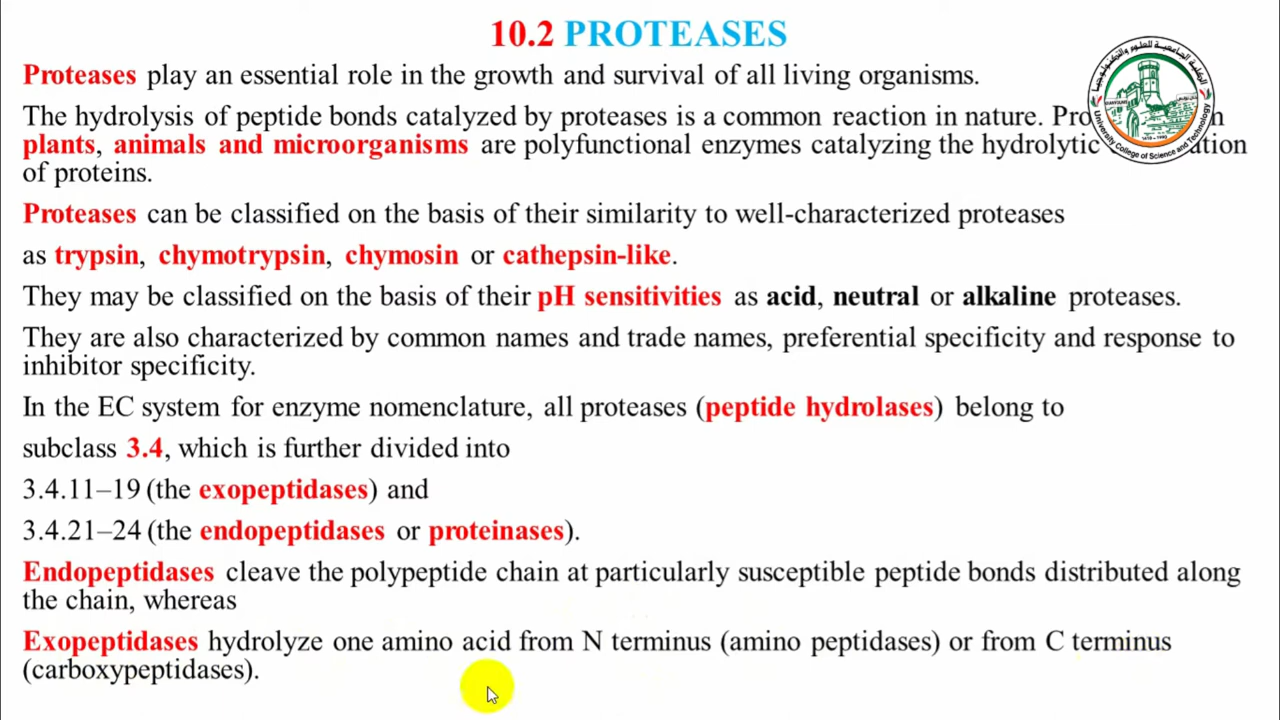 10.2 PROTEASES
Proteases play an essential role in the growth and survival of all living organisms.
The hydrolysis of peptide bonds catalyzed by proteases is a common reaction in nature.
plants, animals and microorganisms are polyfunctional enzymes catalyzing the hydrolytic
of proteins.
Proteases can be classified on the basis of their similarity to well-characterized proteases
as trypsin, chymotrypsin, chymosin or cathepsin-like.
They may be classified on the basis of their pH sensitivities as acid, neutral or alkaline proteases.
They are also characterized by common names and trade names, preferential specificity and response to
inhibitor specificity.
In the EC system for enzyme nomenclature, all proteases (peptide hydrolases) belong to
subclass 3.4, which is further divided into
3.4.11–19 (the exopeptidases) and
3.4.21–24 (the endopeptidases or proteinases).
Endopeptidases cleave the polypeptide chain at particularly susceptible peptide bonds distributed along
the chain, whereas
Exopeptidases hydrolyze one amino acid from N terminus (amino peptidases) or from C terminus
(carboxypeptidases).
University College of Science and Technology